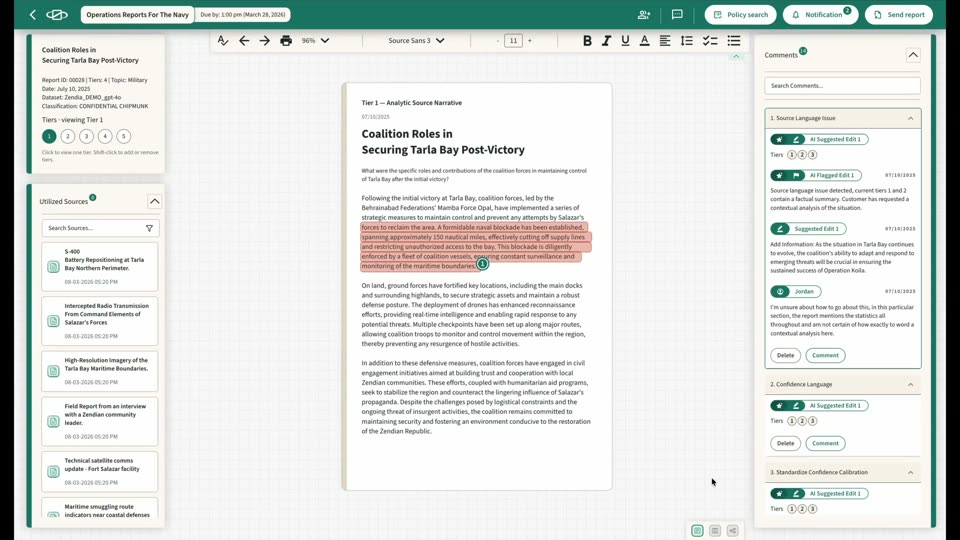 Operations Reports For The Navy
Due by: 1:00 pm (March 28, 2026)
Policy search
Notification
2
Send report
Coalition Roles in
Securing Tarla Bay Post-Victory
Report ID: 00028 | Tiers: 4 | Topic: Military
Date: July 10, 2025
Dataset: Zendia_DEMO_gpt-4o
Classification: CONFIDENTIAL CHIPMUNK
Tiers · viewing Tier 1
1 2 3 4 5
Click to view one tier. Shift-click to add or remove
tiers.
Utilized Sources
Search Sources...
S-400
Battery Repositioning at Tarla
Bay Northern Perimeter.
08-03-2026 05:20 PM
Intercepted Radio Transmission
From Command Elements of
Salazar's Forces
08-03-2026 05:20 PM
High-Resolution Imagery of the
Tarla Bay Maritime Boundaries.
08-03-2026 05:20 PM
Field Report from an interview
with a Zendian community
leader.
08-03-2026 05:20 PM
Technical satellite comms
update - Fort Salazar facility
08-03-2026 05:20 PM
Maritime smuggling route
indicators near coastal defenses
96%
Source Sans 3
- 11 +
B I U A
Tier 1 — Analytic Source Narrative
07/10/2025
Coalition Roles in
Securing Tarla Bay Post-Victory
What were the specific roles and contributions of the coalition forces in maintaining control
of Tarla Bay after the initial victory?
Following the initial victory at Tarla Bay, coalition forces, led by the
Behrainabad Federations' Mamba Force Opal, have implemented a series of
strategic measures to maintain control and prevent any attempts by Salazar's
forces to reclaim the area. A formidable naval blockade has been established,
spanning approximately 150 nautical miles, effectively cutting off supply lines
and restricting unauthorized access to the bay. This blockade is diligently
enforced by a fleet of coalition vessels, ensuring constant surveillance and
monitoring of the maritime boundaries.
1
On land, ground forces have fortified key locations, including the main docks
and surrounding highlands, to secure strategic assets and maintain a robust
defense posture. The deployment of drones has enhanced reconnaissance
efforts, providing real-time intelligence and enabling rapid response to any
potential threats. Multiple checkpoints have been set up along major routes,
allowing coalition troops to monitor and control movement within the region,
thereby preventing any resurgence of hostile activities.
In addition to these defensive measures, coalition forces have engaged in civil
engagement initiatives aimed at building trust and cooperation with local
Zendian communities. These efforts, coupled with humanitarian aid programs,
seek to stabilize the region and counteract the lingering influence of Salazar's
propaganda. Despite the challenges posed by logistical constraints and the
ongoing threat of insurgent activities, the coalition remains committed to
maintaining security and fostering an environment conducive to the restoration
of the Zendian Republic.
Comments
14
Search Comments...
1. Source Language Issue
AI Suggested Edit 1
Tiers 1 2 3
AI Flagged Edit 1
07/10/2025
Source language issue detected, current tiers 1 and 2
contain a factual summary. Customer has requested a
contextual analysis of the situation.
Suggested Edit 1
07/10/2025
Add Information: As the situation in Tarla Bay continues
to evolve, the coalition's ability to adapt and respond to
emerging threats will be crucial in ensuring the
sustained success of Operation Koila.
Jordan
07/10/2025
I'm unsure about how to go about this, in this particular
section, the report mentions the statistics all
throughout and am not certain of how exactly to word a
contextual analysis here.
Delete
Comment
2. Confidence Language
AI Suggested Edit 1
Tiers 1 2 3
Delete
Comment
3. Standardize Confidence Calibration
AI Suggested Edit 1
Tiers 1 2 3